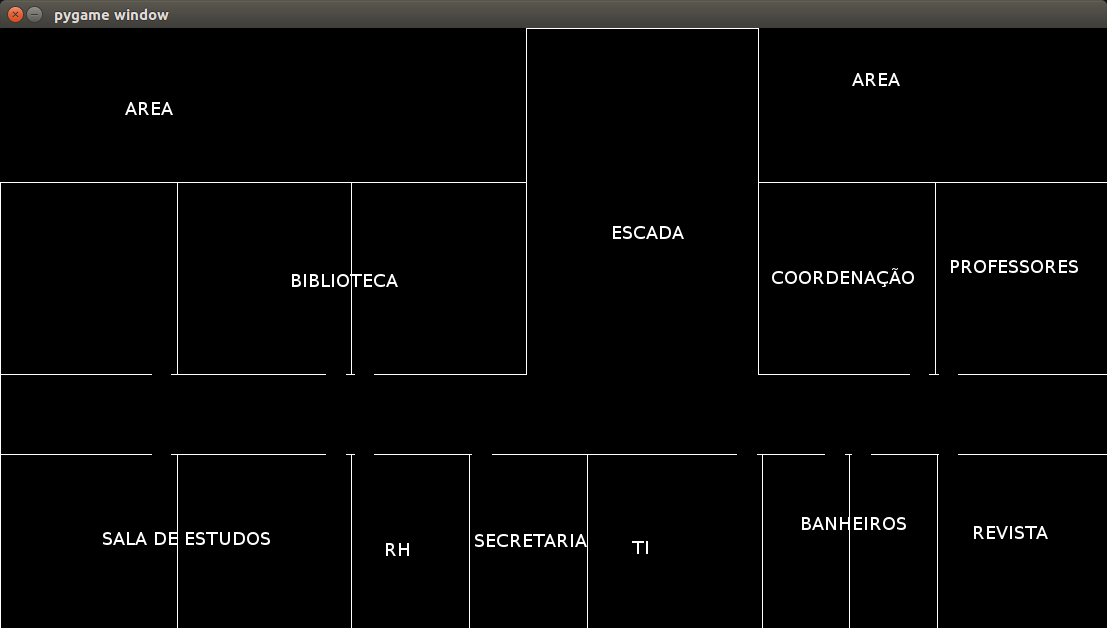 pygame window
AREA
AREA
ESCADA
BIBLIOTECA
COORDENAÇÃO
PROFESSORES
SALA DE ESTUDOS
RH
SECRETARIA
TI
BANHEIROS
REVISTA